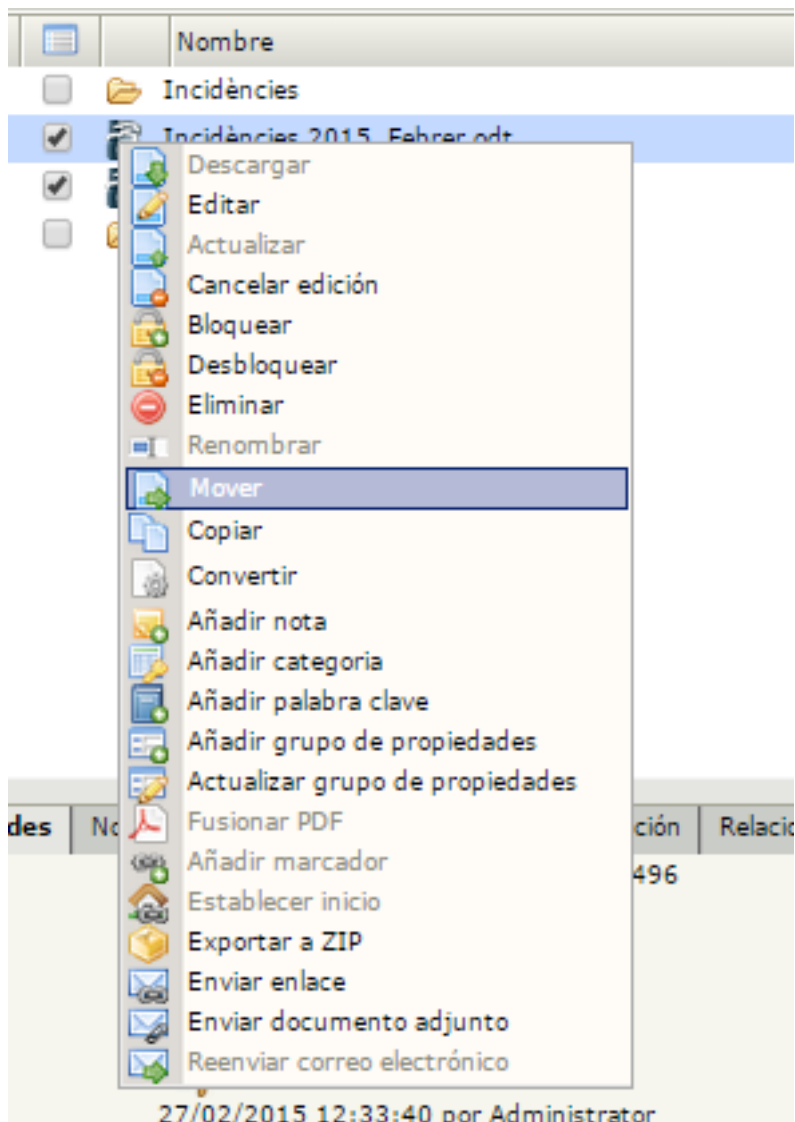 Nombre
Incidències
Incidències 2015_Febrer.odt
Descargar
Editar
Actualizar
Cancelar edición
Bloquear
Desbloquear
Eliminar
Renombrar
Mover
Copiar
Convertir
Añadir nota
Añadir categoria
Añadir palabra clave
Añadir grupo de propiedades
Actualizar grupo de propiedades
Fusionar PDF
Añadir marcador
Establecer inicio
Exportar a ZIP
Enviar enlace
Enviar documento adjunto
Reenviar correo electrónico
des No ción Relacio
496
27/02/2015 12:33:40 por Administrator